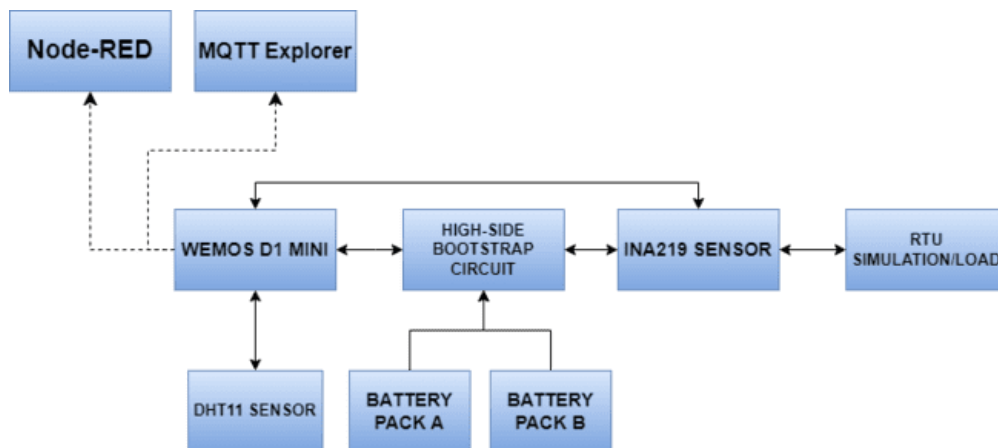 Node-RED
MQTT Explorer
WEMOS D1 MINI
HIGH-SIDE
BOOTSTRAP
CIRCUIT
INA219 SENSOR
RTU
SIMULATION/LOAD
DHT11 SENSOR
BATTERY
PACK A
BATTERY
PACK B